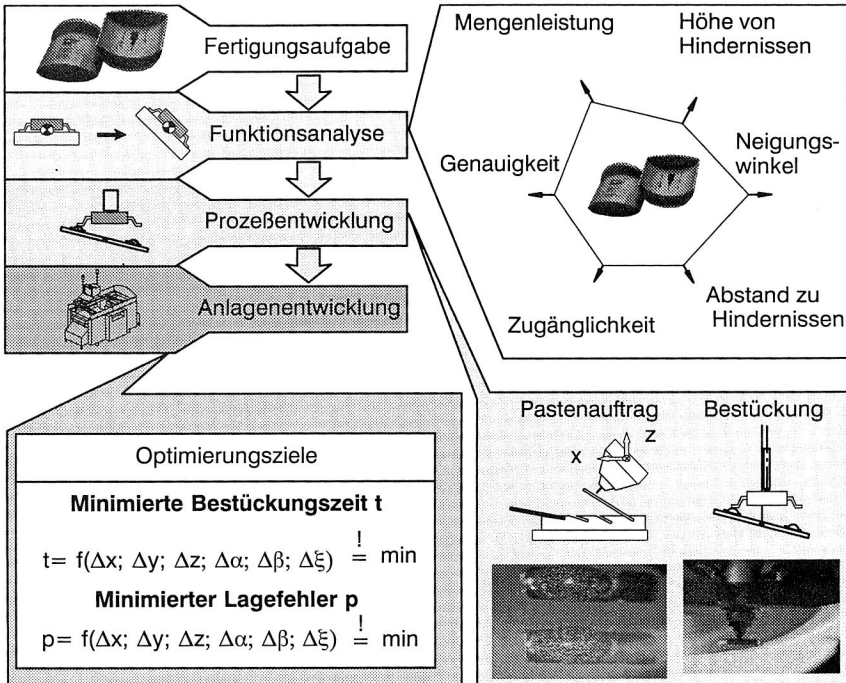 Fertigungsaufgabe
Funktionsanalyse
Prozeßentwicklung
Anlagenentwicklung
Mengenleistung
Höhe von
Hindernissen
Genauigkeit
Neigungs-
winkel
Zugänglichkeit
Abstand zu
Hindernissen
Optimierungsziele
Minimierte Bestückungszeit t
t= f(Δx; Δy; Δz; Δα; Δβ; Δξ) != min
Minimierter Lagefehler p
p= f(Δx; Δy; Δz; Δα; Δβ; Δξ) != min
Pastenauftrag
Bestückung
z
x